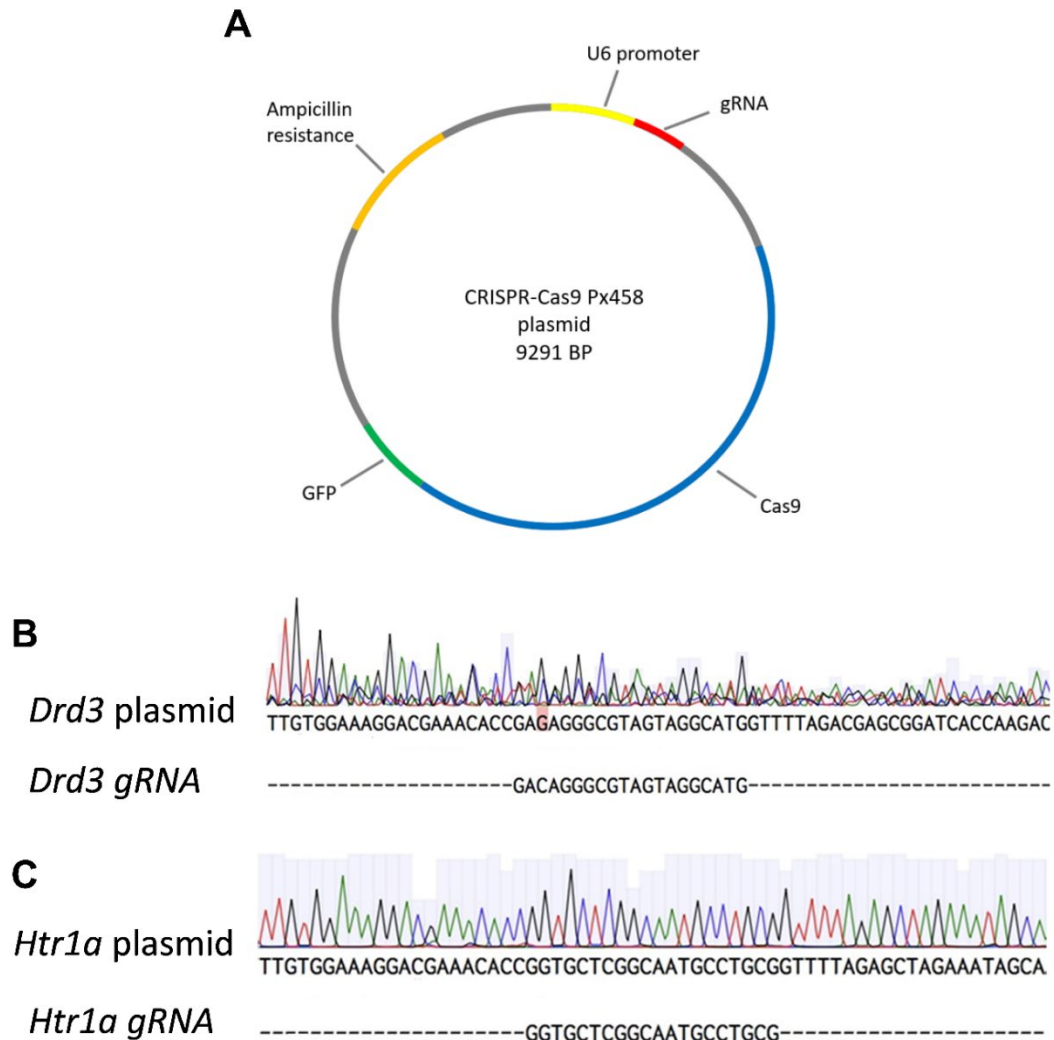 A
U6 promoter
gRNA
Ampicillin
resistance
CRISPR-Cas9 Px458
plasmid
9291 BP
GFP
Cas9
B
Drd3 plasmid
TTGTGGAAAGGACGAAACACCGAGAGGGCGTAGTAGGCATGGTTTTAGACGAGCGGATCACCAAGAC
Drd3 gRNA
---------------------GACAGGGCGTAGTAGGCATG--------------------------
C
Htr1a plasmid
TTGTGGAAAGGACGAAACACCGGTGCTCGGCAATGCCTGCGGTTTTAGAGCTAGAAATAGCA
Htr1a gRNA
---------------------GGTGCTCGGCAATGCCTGCG---------------------